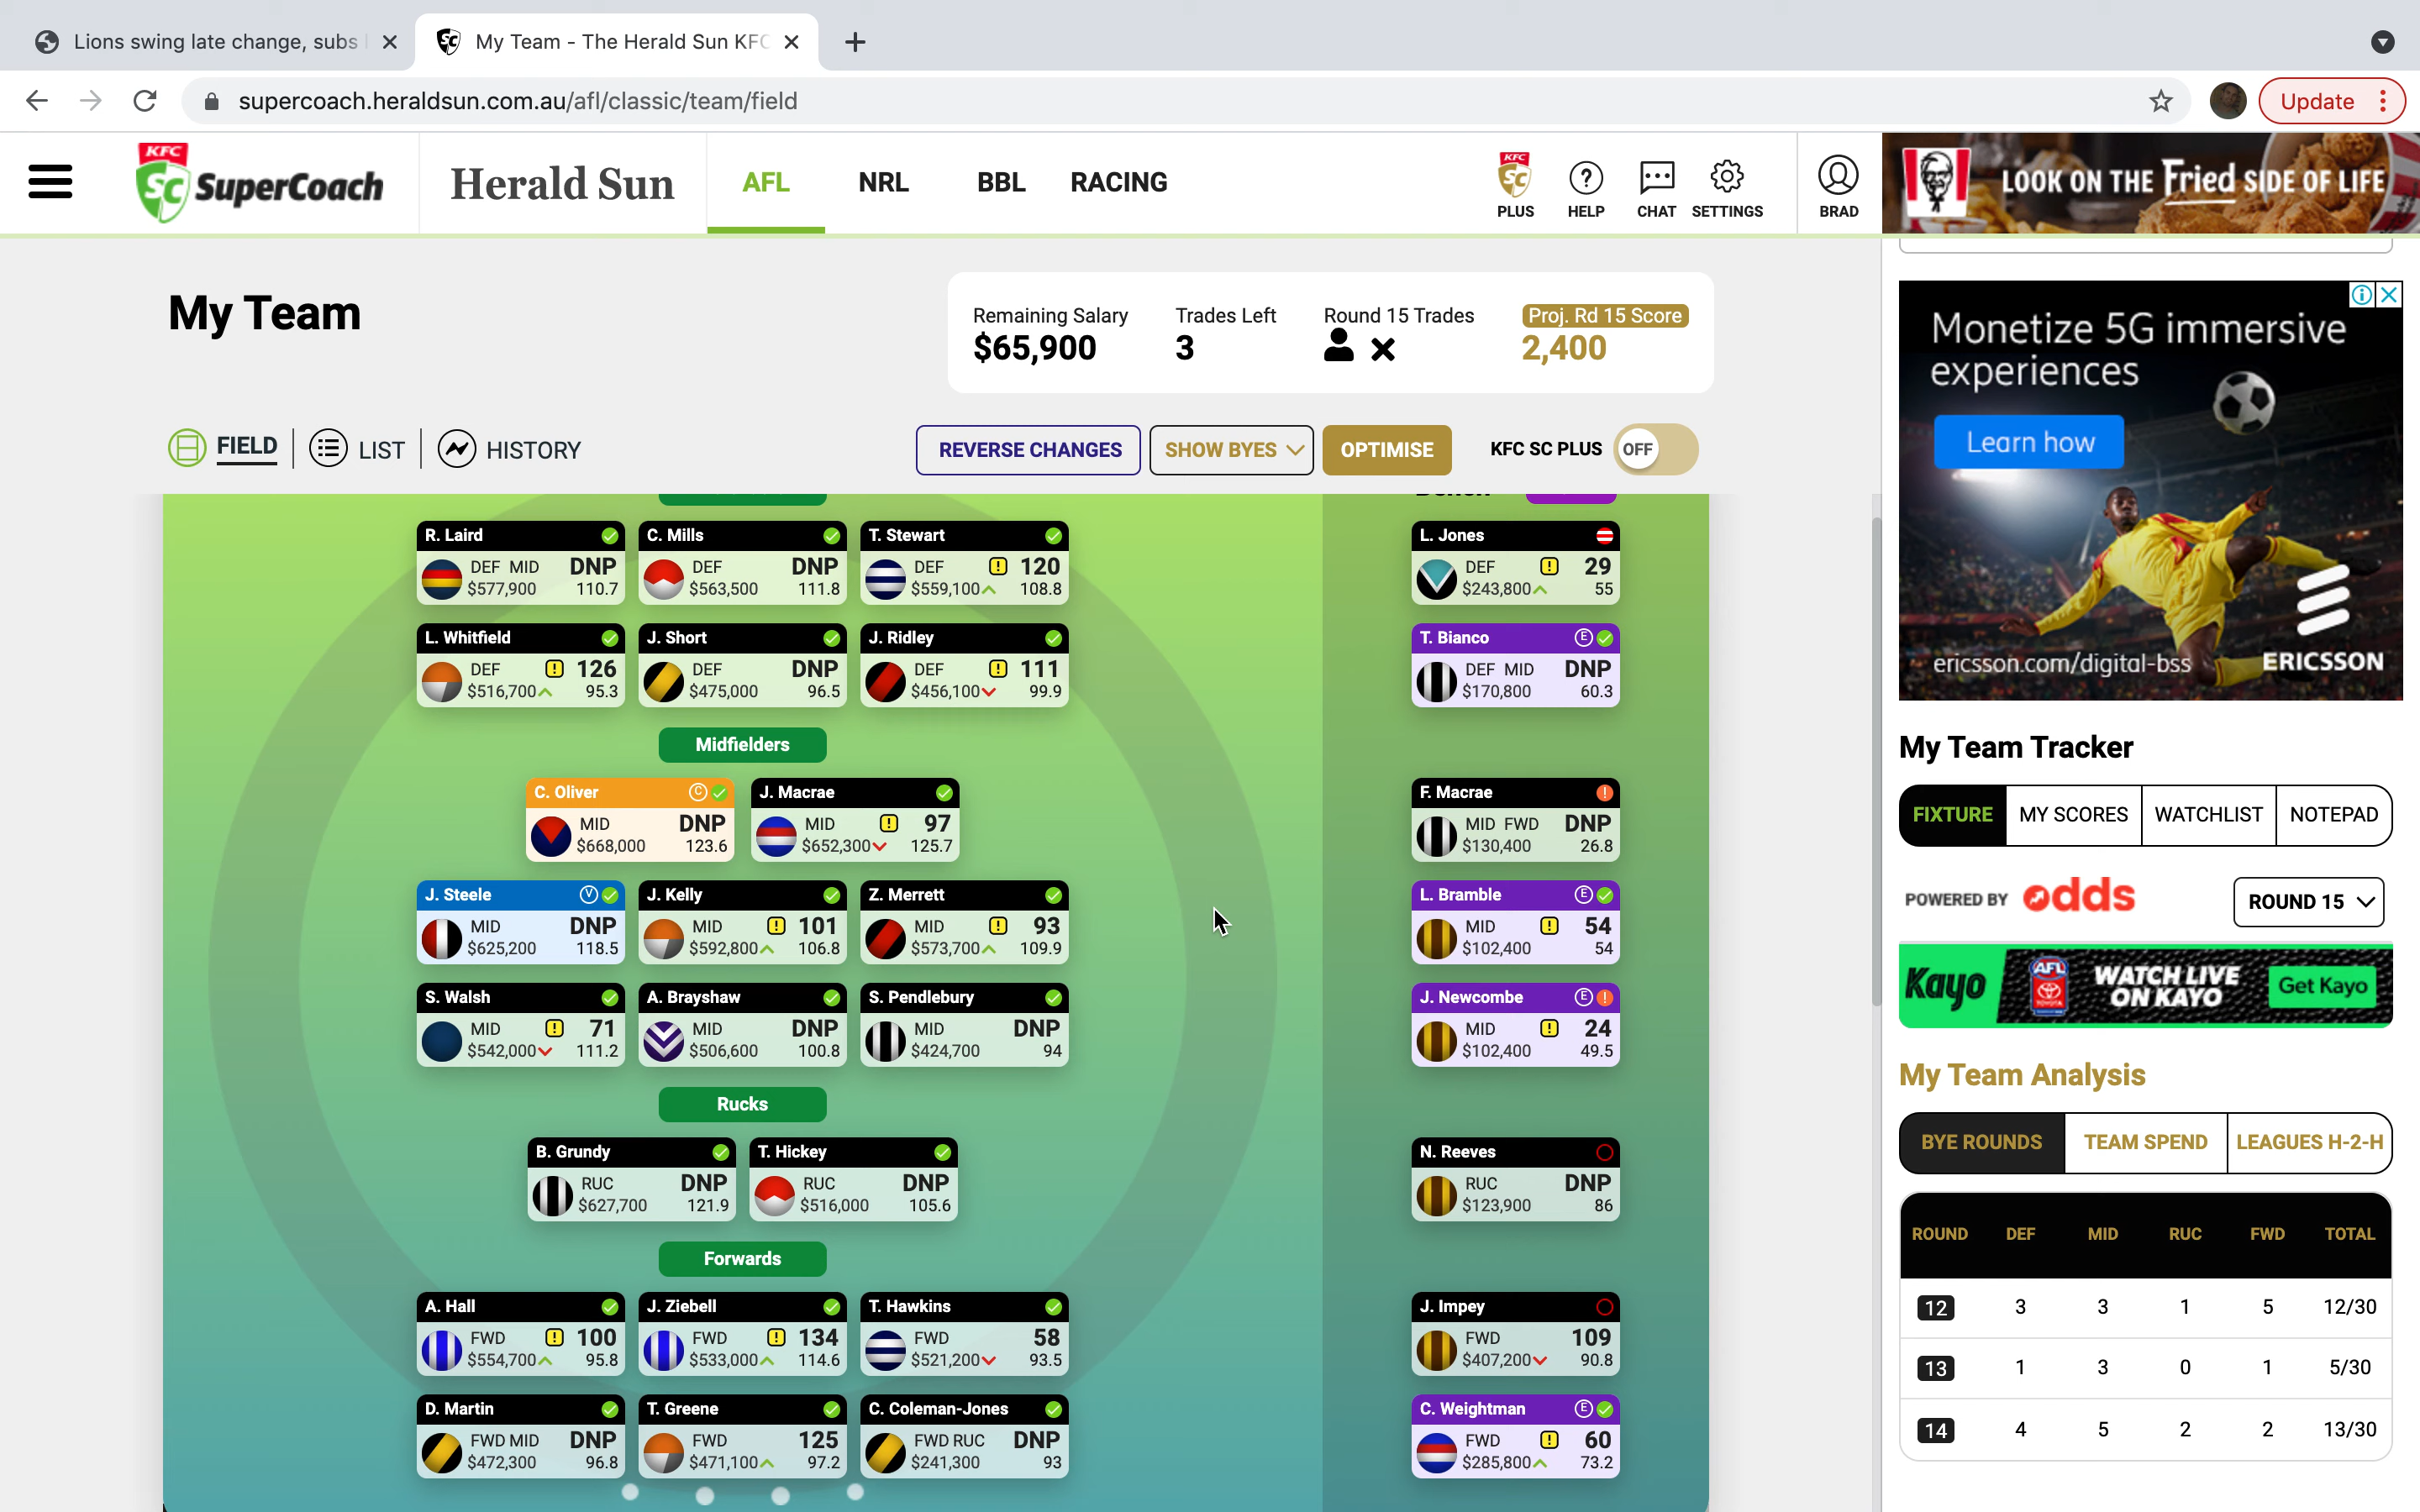 Lions swing late change, subs
My Team - The Herald Sun KFC
supercoach.heraldsun.com.au/afl/classic/team/field
Update
KFC
SC SuperCoach
Herald Sun
AFL
NRL
BBL
RACING
KFC
SC
PLUS
HELP
CHAT
SETTINGS
BRAD
LOOK ON THE Fried SIDE OF LIFE
My Team
Remaining Salary
$65,900
Trades Left
3
Round 15 Trades
Proj. Rd 15 Score
2,400
FIELD
LIST
HISTORY
REVERSE CHANGES
SHOW BYES
OPTIMISE
KFC SC PLUS
OFF
R. Laird
DEF MID DNP
$577,900 110.7
C. Mills
DEF DNP
$563,500 111.8
T. Stewart
DEF ! 120
$559,100 108.8
L. Jones
DEF ! 29
$243,800 55
L. Whitfield
DEF ! 126
$516,700 95.3
J. Short
DEF DNP
$475,000 96.5
J. Ridley
DEF ! 111
$456,100 99.9
T. Bianco E
DEF MID DNP
$170,800 60.3
Midfielders
C. Oliver C
MID DNP
$668,000 123.6
J. Macrae
MID ! 97
$652,300 125.7
F. Macrae !
MID FWD DNP
$130,400 26.8
J. Steele V
MID DNP
$625,200 118.5
J. Kelly
MID ! 101
$592,800 106.8
Z. Merrett
MID ! 93
$573,700 109.9
L. Bramble E
MID ! 54
$102,400 54
S. Walsh
MID ! 71
$542,000 111.2
A. Brayshaw
MID DNP
$506,600 100.8
S. Pendlebury
MID DNP
$424,700 94
J. Newcombe E !
MID ! 24
$102,400 49.5
Rucks
B. Grundy
RUC DNP
$627,700 121.9
T. Hickey
RUC DNP
$516,000 105.6
N. Reeves
RUC DNP
$123,900 86
Forwards
A. Hall
FWD ! 100
$554,700 95.8
J. Ziebell
FWD ! 134
$533,000 114.6
T. Hawkins
FWD 58
$521,200 93.5
J. Impey
FWD 109
$407,200 90.8
D. Martin
FWD MID DNP
$472,300 96.8
T. Greene
FWD 125
$471,100 97.2
C. Coleman-Jones
FWD RUC DNP
$241,300 93
C. Weightman E
FWD ! 60
$285,800 73.2
Monetize 5G immersive
experiences
Learn how
ericsson.com/digital-bss
ERICSSON
My Team Tracker
FIXTURE
MY SCORES
WATCHLIST
NOTEPAD
POWERED BY odds
ROUND 15
Kayo
AFL
TOYOTA
WATCH LIVE
ON KAYO
Get Kayo
My Team Analysis
BYE ROUNDS
TEAM SPEND
LEAGUES H-2-H
ROUND DEF MID RUC FWD TOTAL
12 3 3 1 5 12/30
13 1 3 0 1 5/30
14 4 5 2 2 13/30